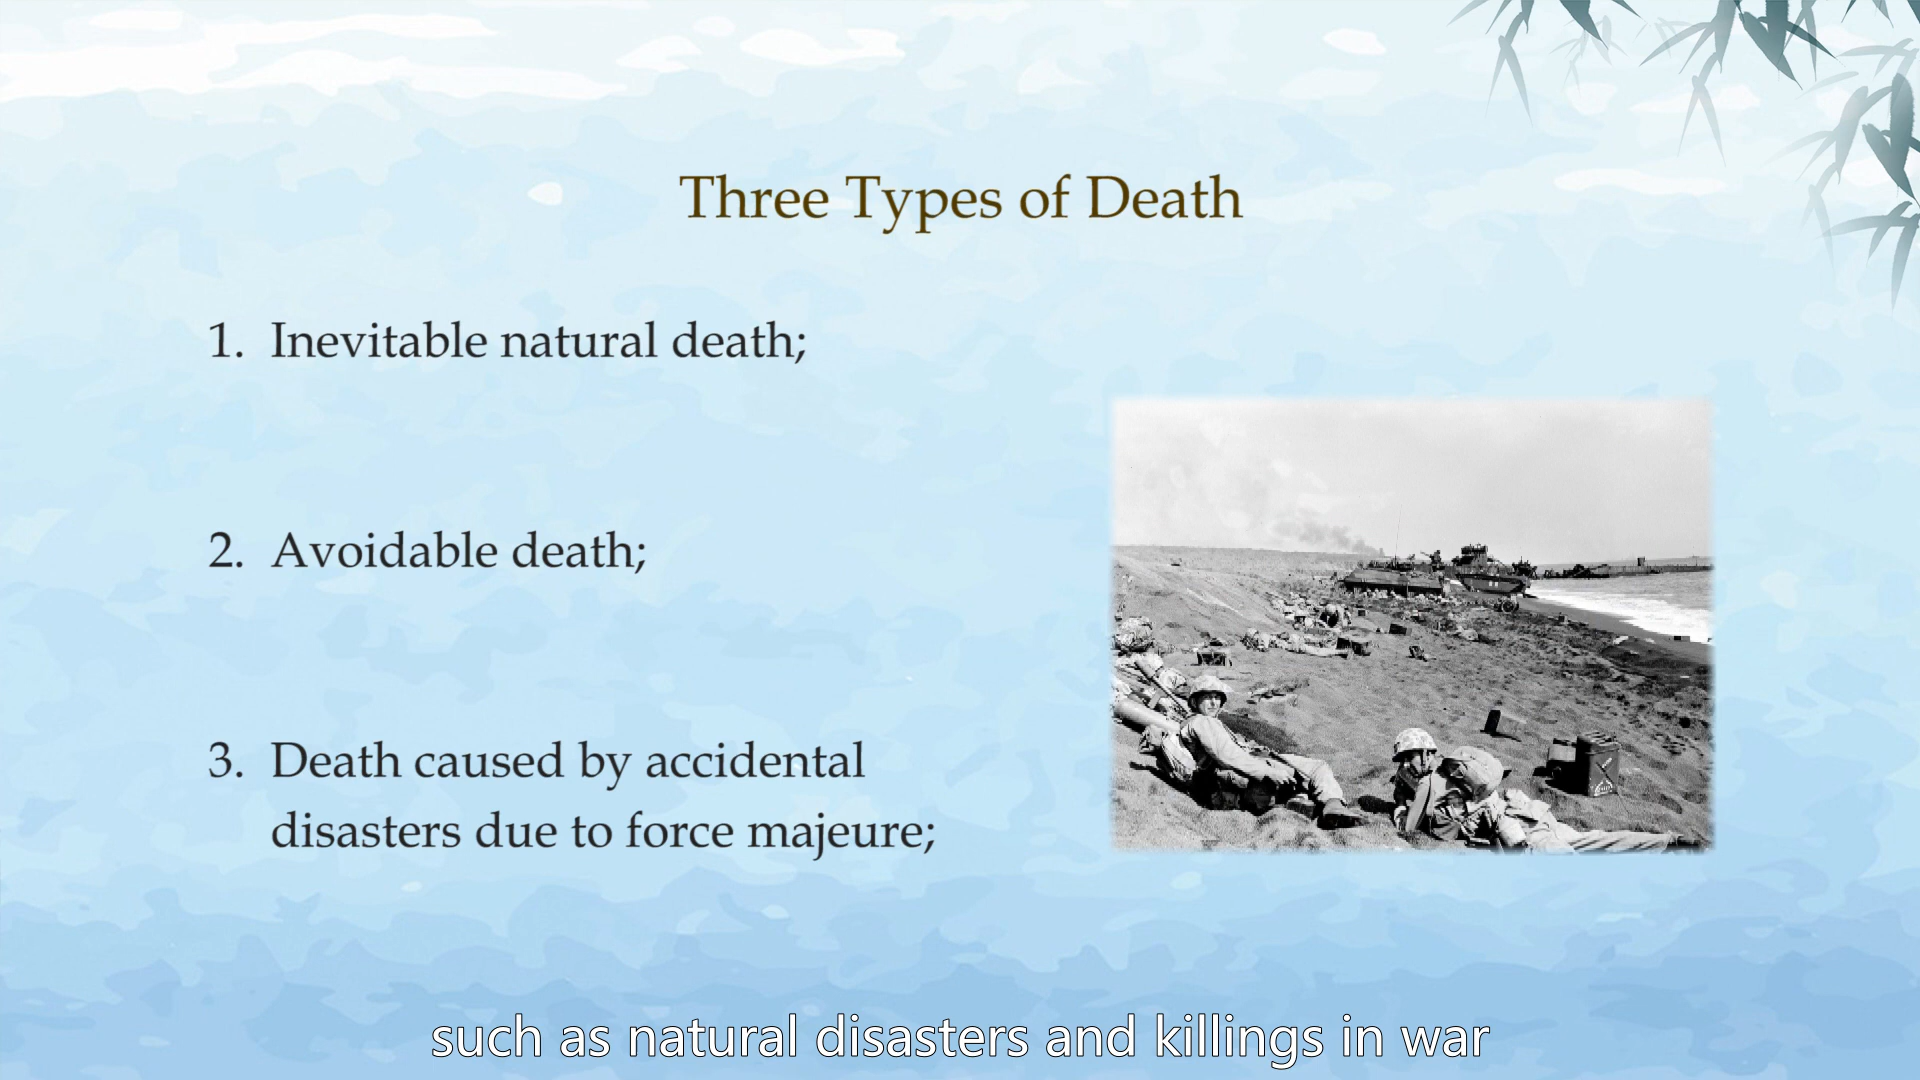 Three Types of Death
1. Inevitable natural death;
2. Avoidable death;
3. Death caused by accidental
disasters due to force majeure;
such as natural disasters and killings in war